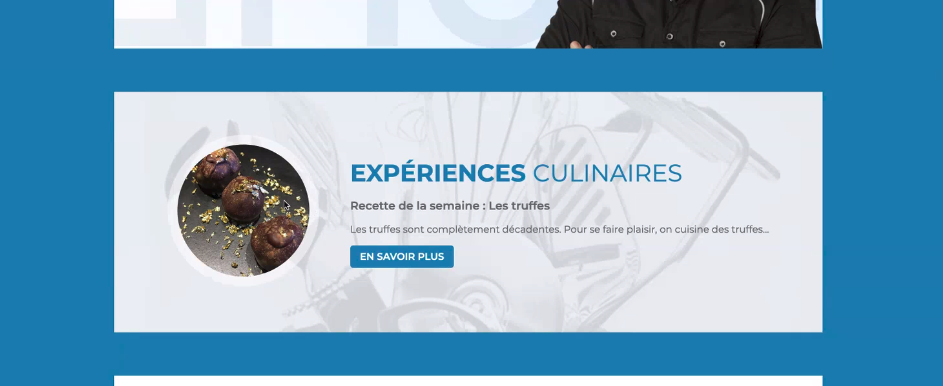 EXPÉRIENCES CULINAIRES
Recette de la semaine : Les truffes
Les truffes sont complètement décadentes. Pour se faire plaisir, on cuisine des truffes...
EN SAVOIR PLUS